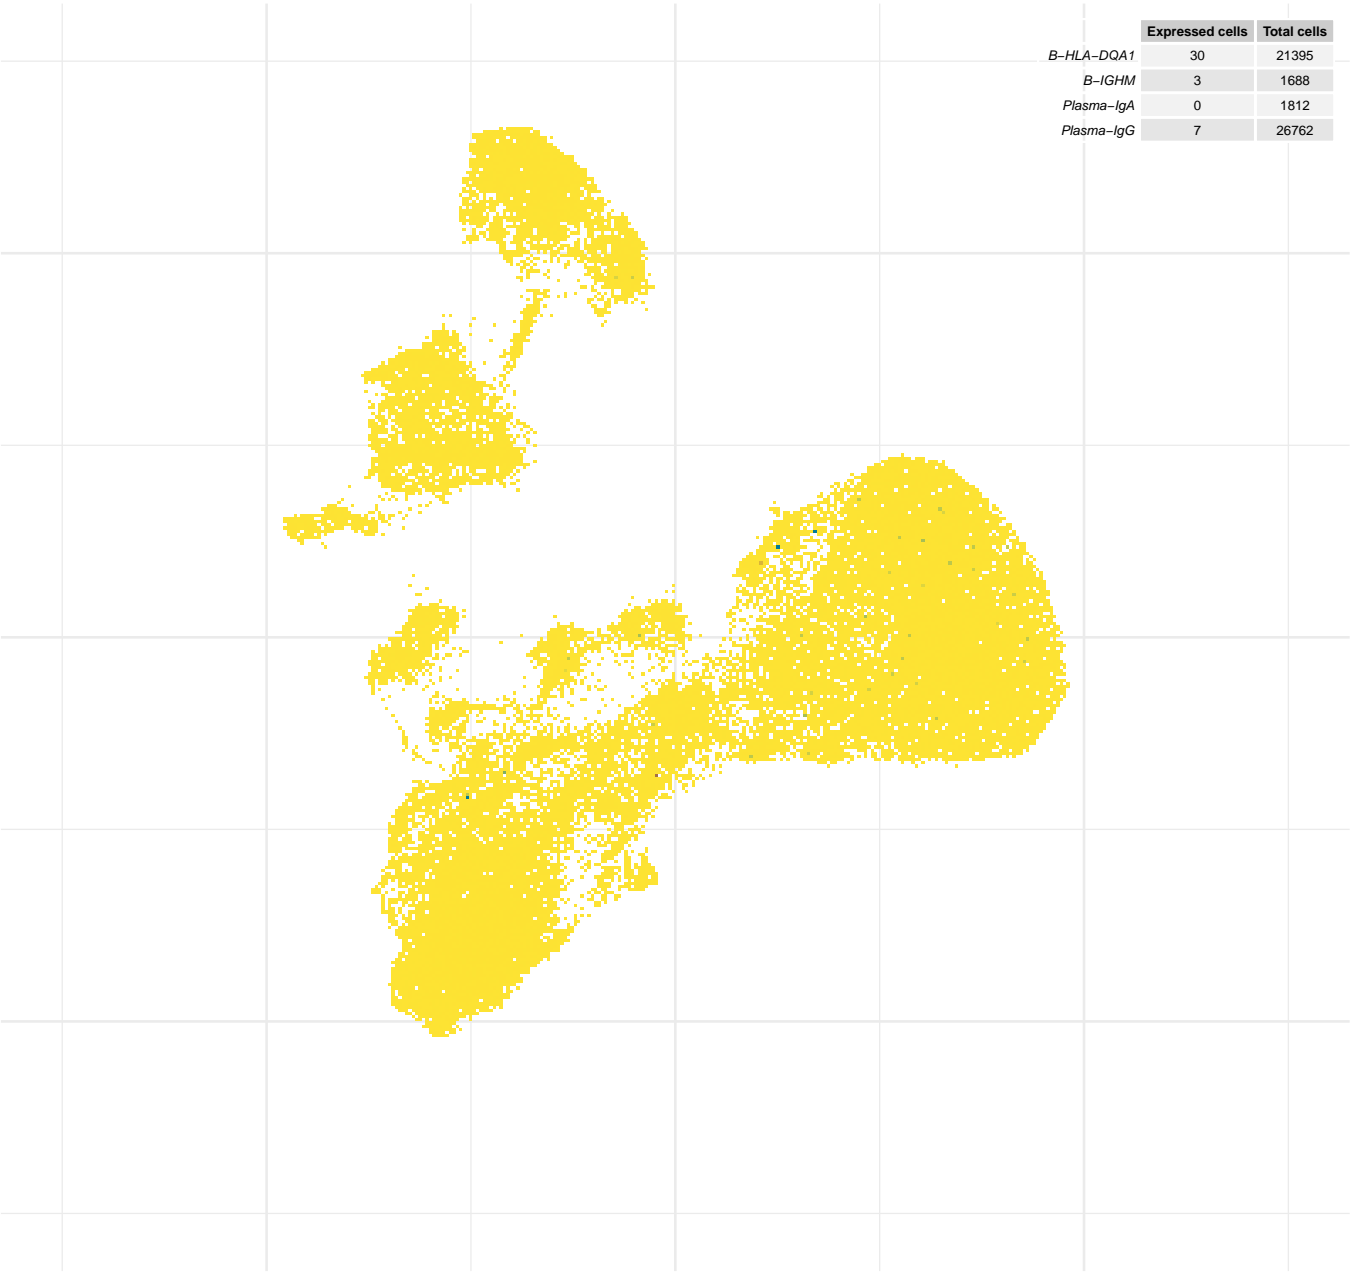 Expressed cells Total cells
B−HLA−DQA1 30 21395
B−IGHM 3 1688
Plasma−IgA 0 1812
Plasma−IgG 7 26762